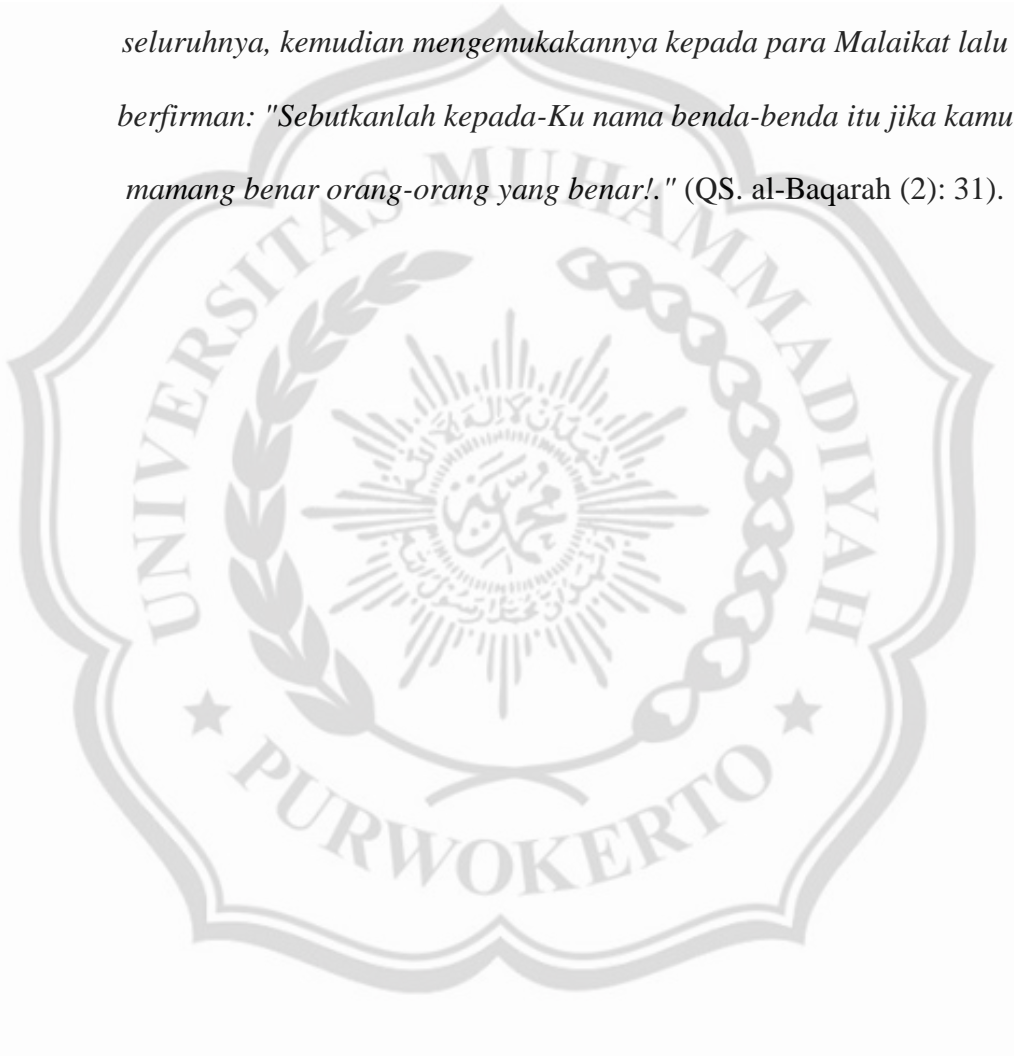 seluruhnya, kemudian mengemukakannya kepada para Malaikat lalu
berfirman: "Sebutkanlah kepada-Ku nama benda-benda itu jika kamu
mamang benar orang-orang yang benar!." (QS. al-Baqarah (2): 31).
UNIVERSITAS MUHAMMADIYAH
PURWOKERTO
محمد